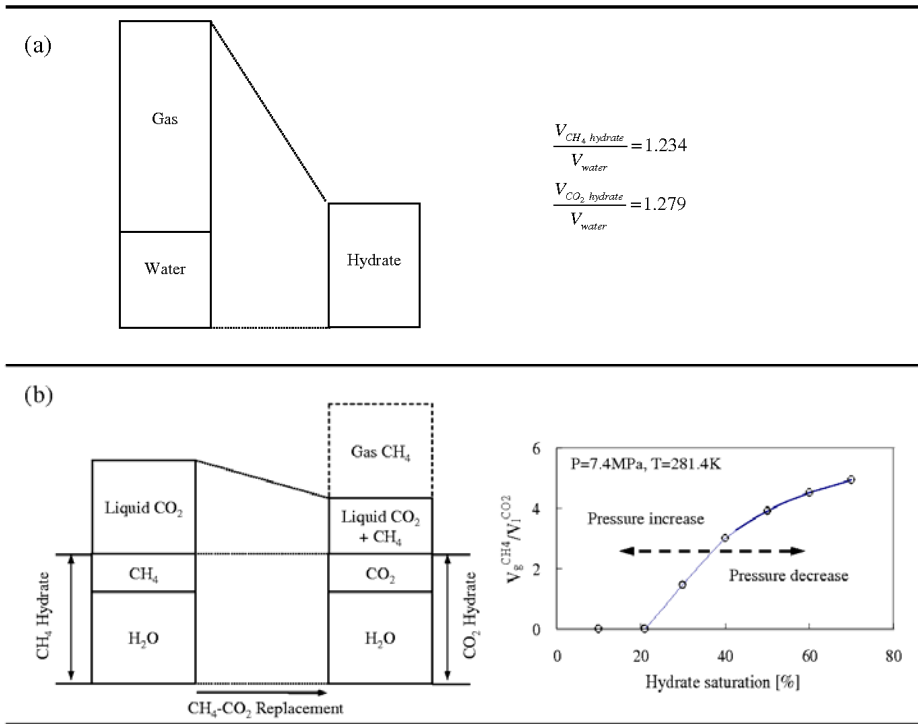 (a)
Gas
Water
Hydrate
V_{CH_4 hydrate} / V_{water} = 1.234
V_{CO_2 hydrate} / V_{water} = 1.279
(b)
Gas CH₄
Liquid CO₂
Liquid CO₂
+ CH₄
CH₄
CO₂
H₂O
H₂O
CH₄ Hydrate
CO₂ Hydrate
CH₄-CO₂ Replacement
P=7.4MPa, T=281.4K
Pressure increase
Pressure decrease
V_g^{CH4}/V_l^{CO2}
6
4
2
0
0 20 40 60 80
Hydrate saturation [%]